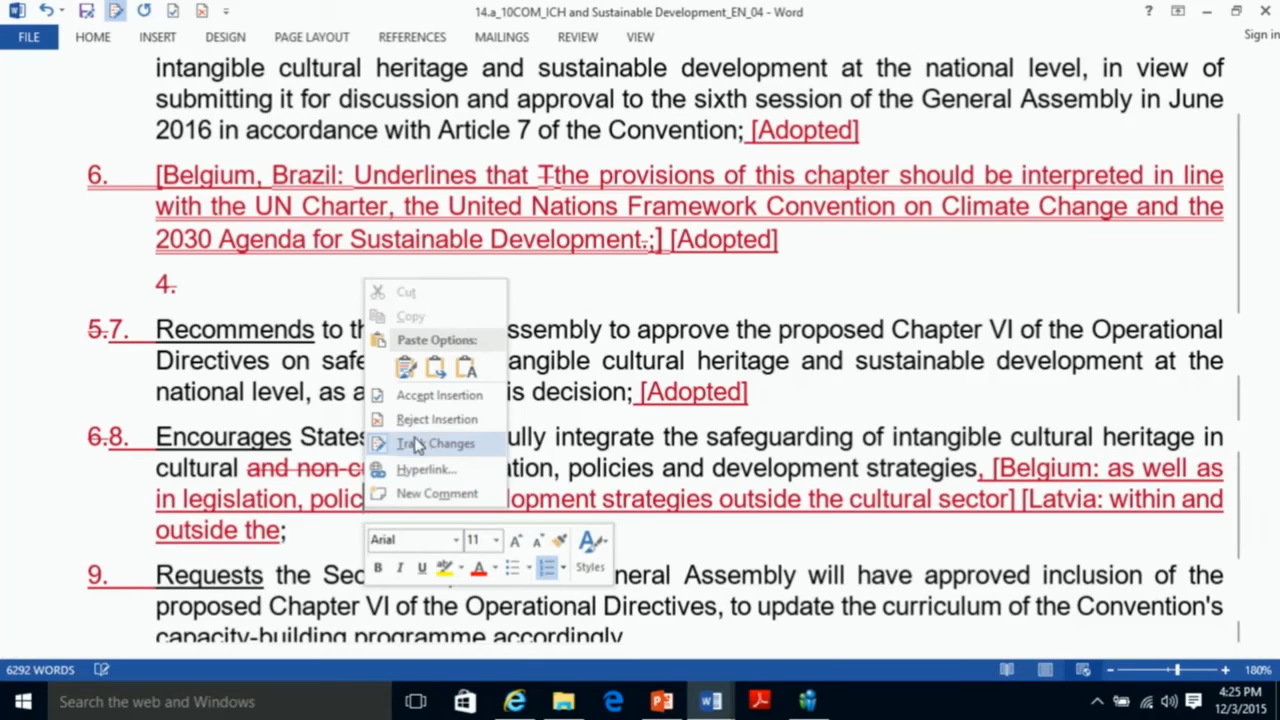 14.a_10COM_ICH and Sustainable Development_EN_04 - Word
FILE HOME INSERT DESIGN PAGE LAYOUT REFERENCES MAILINGS REVIEW VIEW Sign in
intangible cultural heritage and sustainable development at the national level, in view of
submitting it for discussion and approval to the sixth session of the General Assembly in June
2016 in accordance with Article 7 of the Convention; [Adopted]
6. [Belgium, Brazil: Underlines that Tthe provisions of this chapter should be interpreted in line
with the UN Charter, the United Nations Framework Convention on Climate Change and the
2030 Agenda for Sustainable Development.;] [Adopted]
4.
5.7. Recommends to ssembly to approve the proposed Chapter VI of the Operational
Directives on safe tangible cultural heritage and sustainable development at the
national level, as a is decision; [Adopted]
6.8. Encourages States ully integrate the safeguarding of intangible cultural heritage in
cultural and non-c ation, policies and development strategies, [Belgium: as well as
in legislation, polic opment strategies outside the cultural sector] [Latvia: within and
outside the;
9. Requests the Sec neral Assembly will have approved inclusion of the
proposed Chapter VI of the Operational Directives, to update the curriculum of the Convention's
capacity-building programme accordingly
Cut
Copy
Paste Options:
Accept Insertion
Reject Insertion
Track Changes
Hyperlink...
New Comment
Arial 11
B I U A Styles
6292 WORDS 180%
Search the web and Windows
4:25 PM
12/3/2015